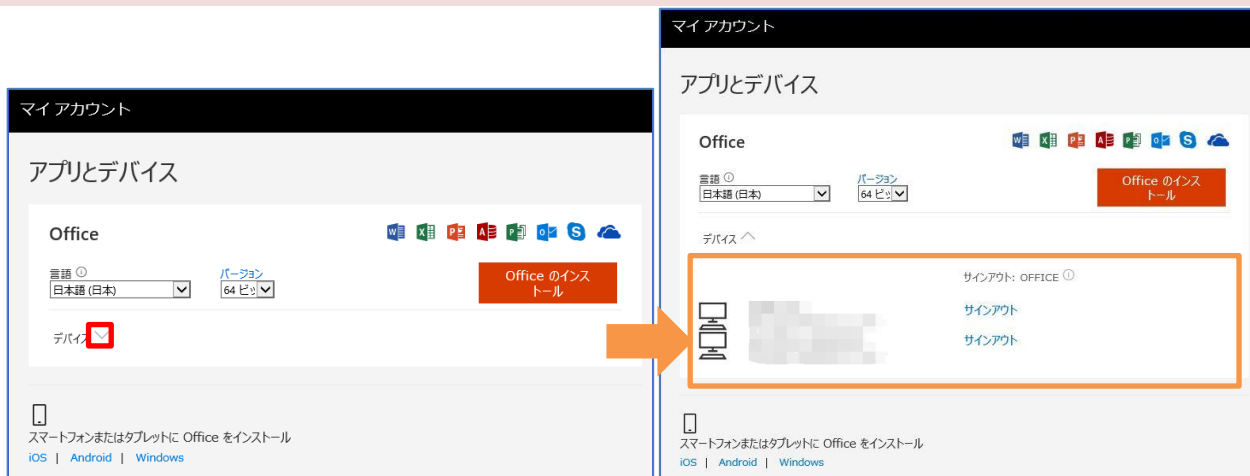 マイ アカウント
アプリとデバイス
Office
言語
バージョン
日本語 (日本)
64 ビッ
Office のインス
トール
デバイス
スマートフォンまたはタブレットに Office をインストール
iOS | Android | Windows
マイ アカウント
アプリとデバイス
Office
言語
バージョン
日本語 (日本)
64 ビッ
Office のインス
トール
デバイス
サインアウト: OFFICE
サインアウト
サインアウト
スマートフォンまたはタブレットに Office をインストール
iOS | Android | Windows